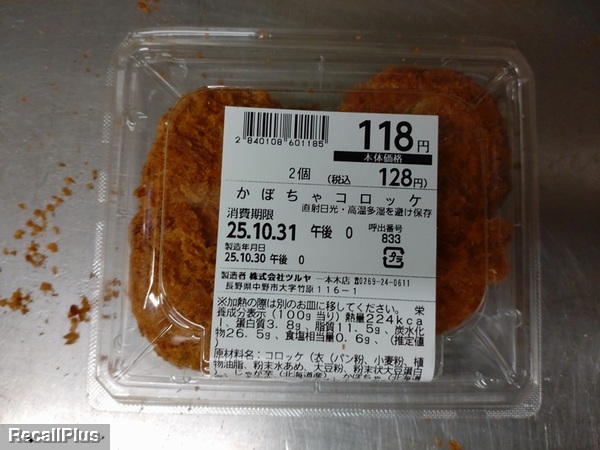 118円
本体価格
2 840108 601185
2個 (税込 128円)
かぼちゃコロッケ
直射日光・高温多湿を避け保存
消費期限
25.10.31 午後 0
呼出番号
833
製造年月日
25.10.30 午後 0
プラ
製造者 株式会社ツルヤ 一本木店 ☎0269-24-0611
長野県中野市大字竹原116-1
※加熱の際は別のお皿に移してください。 栄
養成分表示(100g当り)熱量224kca
l、蛋白質3.8g、脂質11.5g、炭水化
物26.5g、食塩相当量0.6g、(推定値
)
原材料名:コロッケ(衣(パン粉、小麦粉、植
物油脂、粉末水あめ、大豆粉、粉末状大豆蛋白
)、じゃが芋(北海道産)、かぼちゃ(北海道
RecallPlus